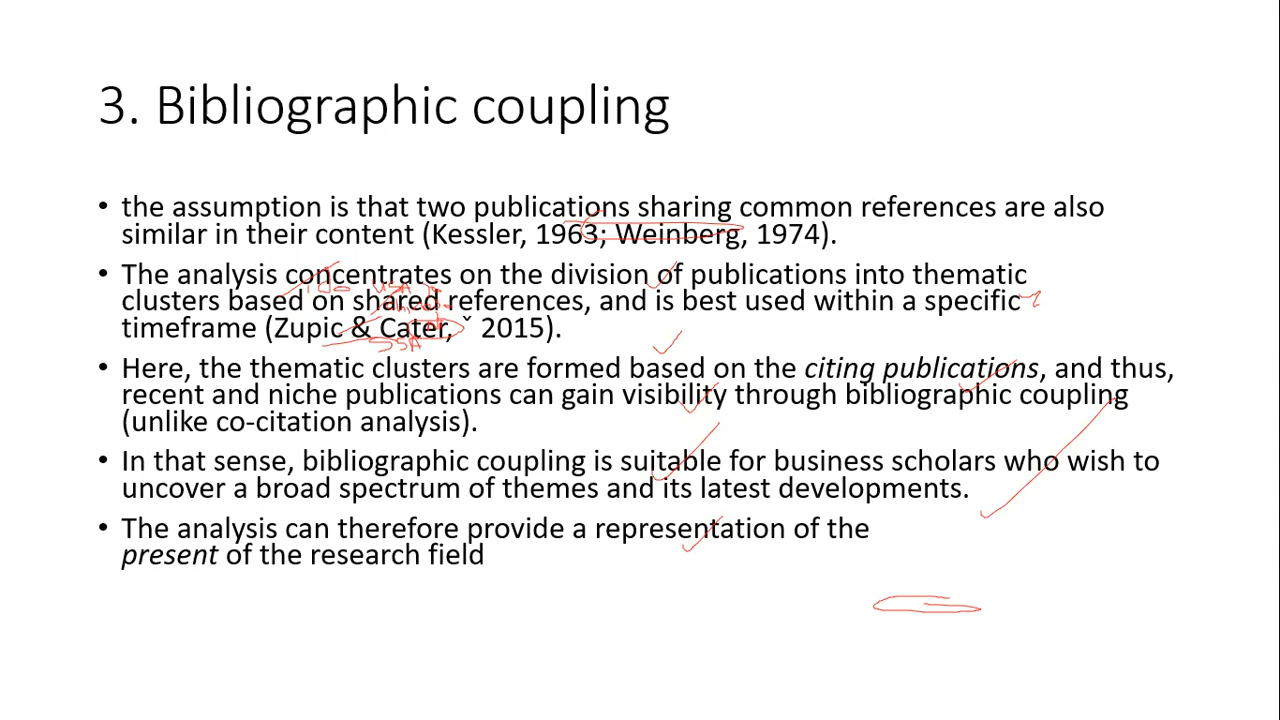 3. Bibliographic coupling
• the assumption is that two publications sharing common references are also
similar in their content (Kessler, 1963; Weinberg, 1974).
• The analysis concentrates on the division of publications into thematic
clusters based on shared references, and is best used within a specific
timeframe (Zupic & Cater, ˇ 2015).
• Here, the thematic clusters are formed based on the citing publications, and thus,
recent and niche publications can gain visibility through bibliographic coupling
(unlike co-citation analysis).
• In that sense, bibliographic coupling is suitable for business scholars who wish to
uncover a broad spectrum of themes and its latest developments.
• The analysis can therefore provide a representation of the
present of the research field
USA
SSA